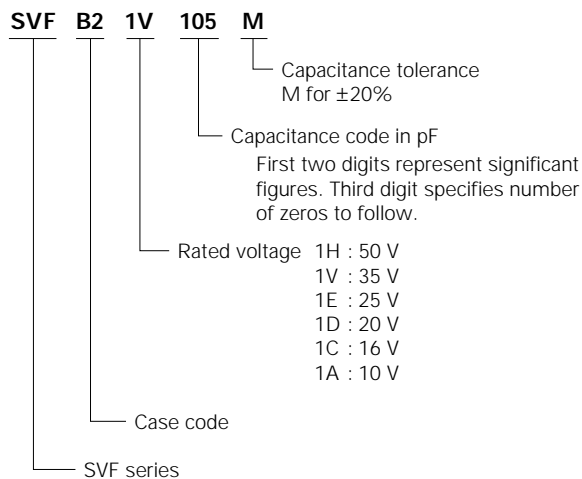 SVF B2 1V 105 M
Capacitance tolerance
M for ±20%
Capacitance code in pF
First two digits represent significant
figures. Third digit specifies number
of zeros to follow.
Rated voltage 1H : 50 V
1V : 35 V
1E : 25 V
1D : 20 V
1C : 16 V
1A : 10 V
Case code
SVF series